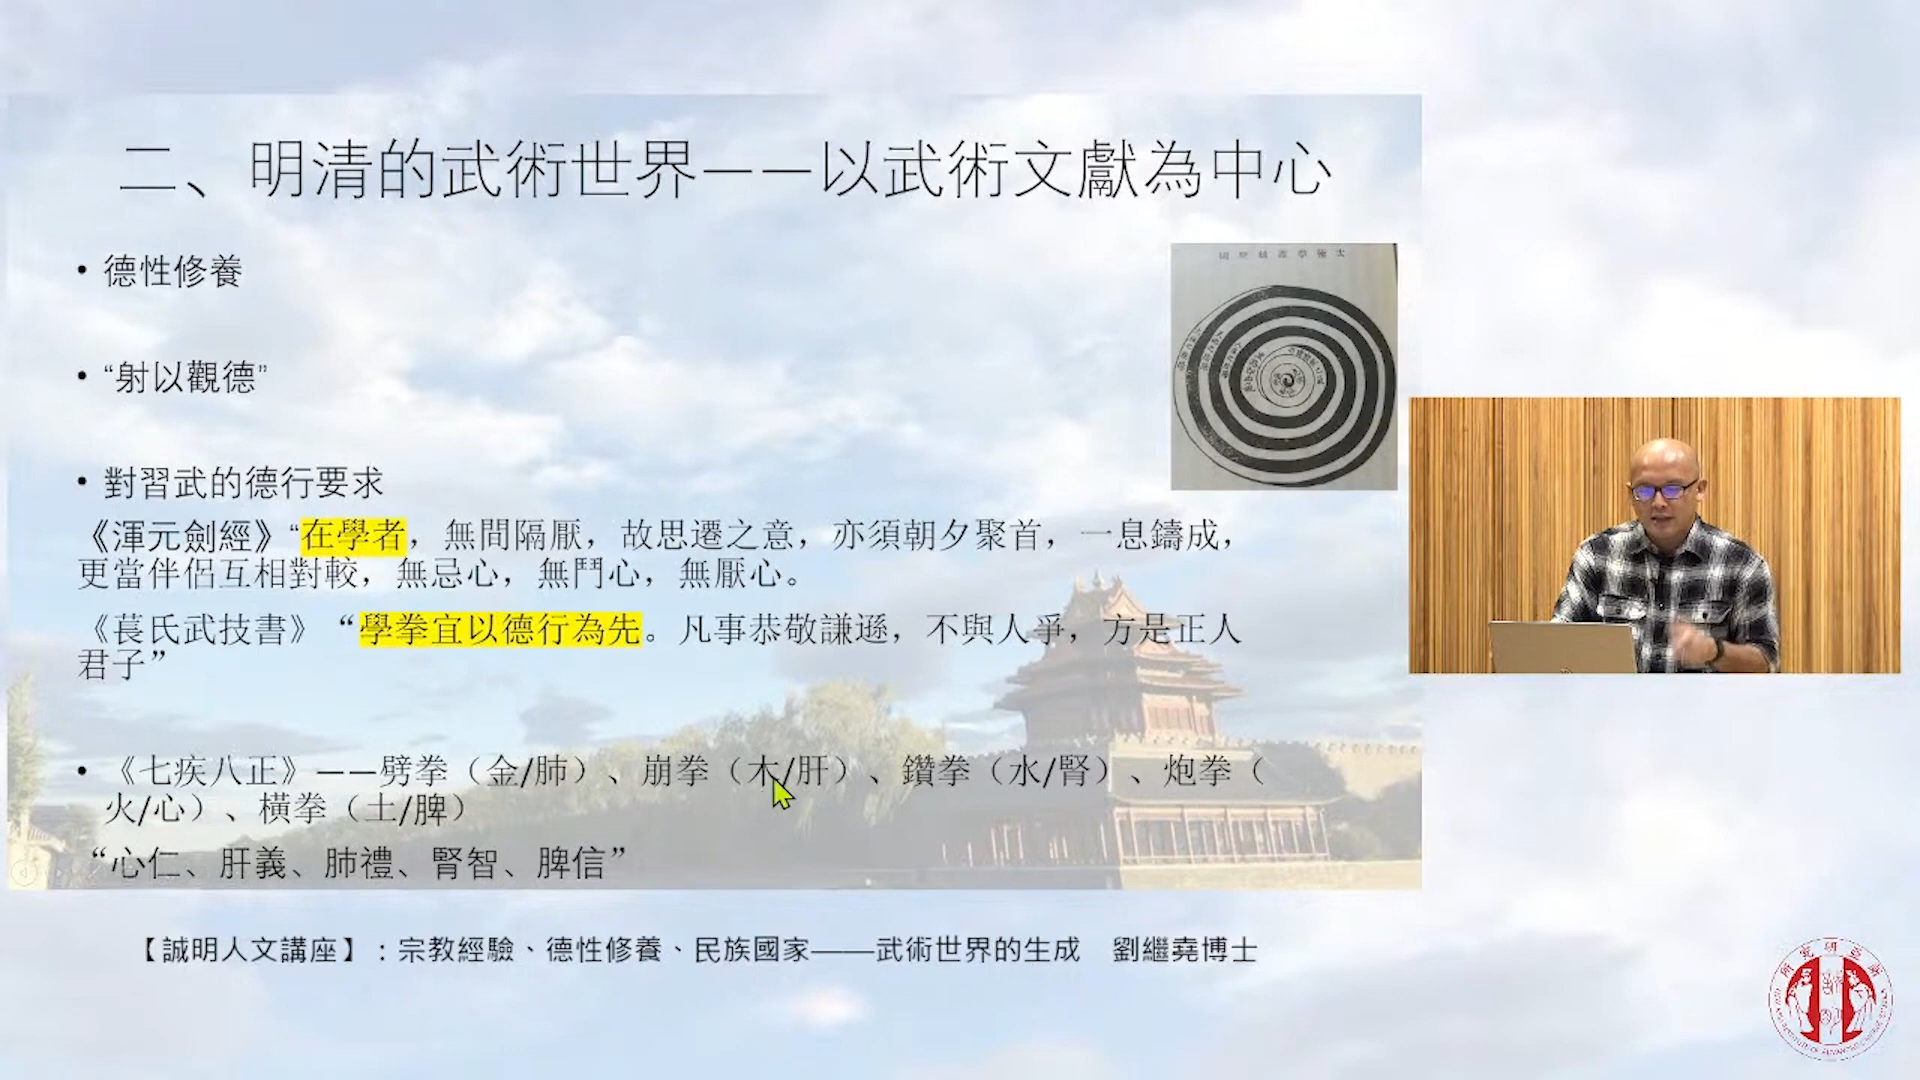 二、明清的武術世界——以武術文獻為中心
• 德性修養
• “射以觀德”
• 對習武的德行要求
《渾元劍經》“在學者，無間隔厭，故思遷之意，亦須朝夕聚首，一息鑄成，
更當伴侶互相對較，無忌心，無鬥心，無厭心。
《萇氏武技書》“學拳宜以德行為先。凡事恭敬謙遜，不與人爭，方是正人
君子”
• 《七疾八正》——劈拳（金/肺）、崩拳（木/肝）、鑽拳（水/腎）、炮拳（
火/心）、橫拳（土/脾）
“心仁、肝義、肺禮、腎智、脾信”
【誠明人文講座】：宗教經驗、德性修養、民族國家——武術世界的生成　劉繼堯博士